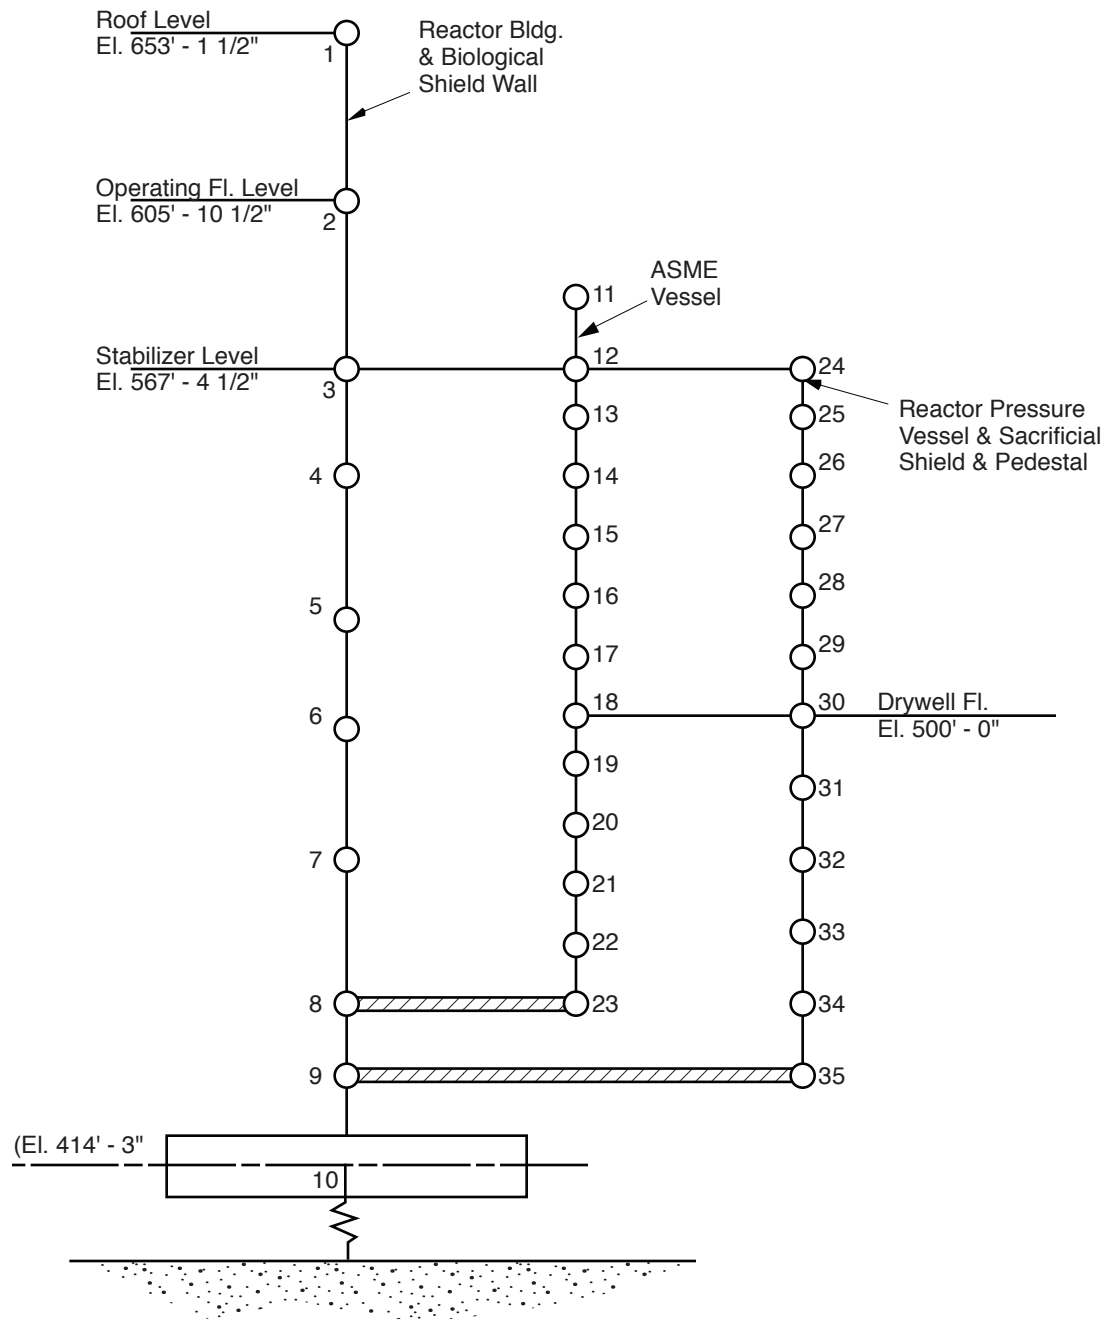 Roof Level
El. 653' - 1 1/2"
1
Reactor Bldg.
& Biological
Shield Wall
Operating Fl. Level
El. 605' - 10 1/2"
2
ASME
Vessel
11
Stabilizer Level
El. 567' - 4 1/2"
3
12
24
13
25
Reactor Pressure
Vessel & Sacrificial
Shield & Pedestal
4
14
26
15
27
5
16
28
17
29
6
18
30
Drywell Fl.
El. 500' - 0"
19
31
20
7
32
21
33
22
8
23
34
9
35
(El. 414' - 3"
10